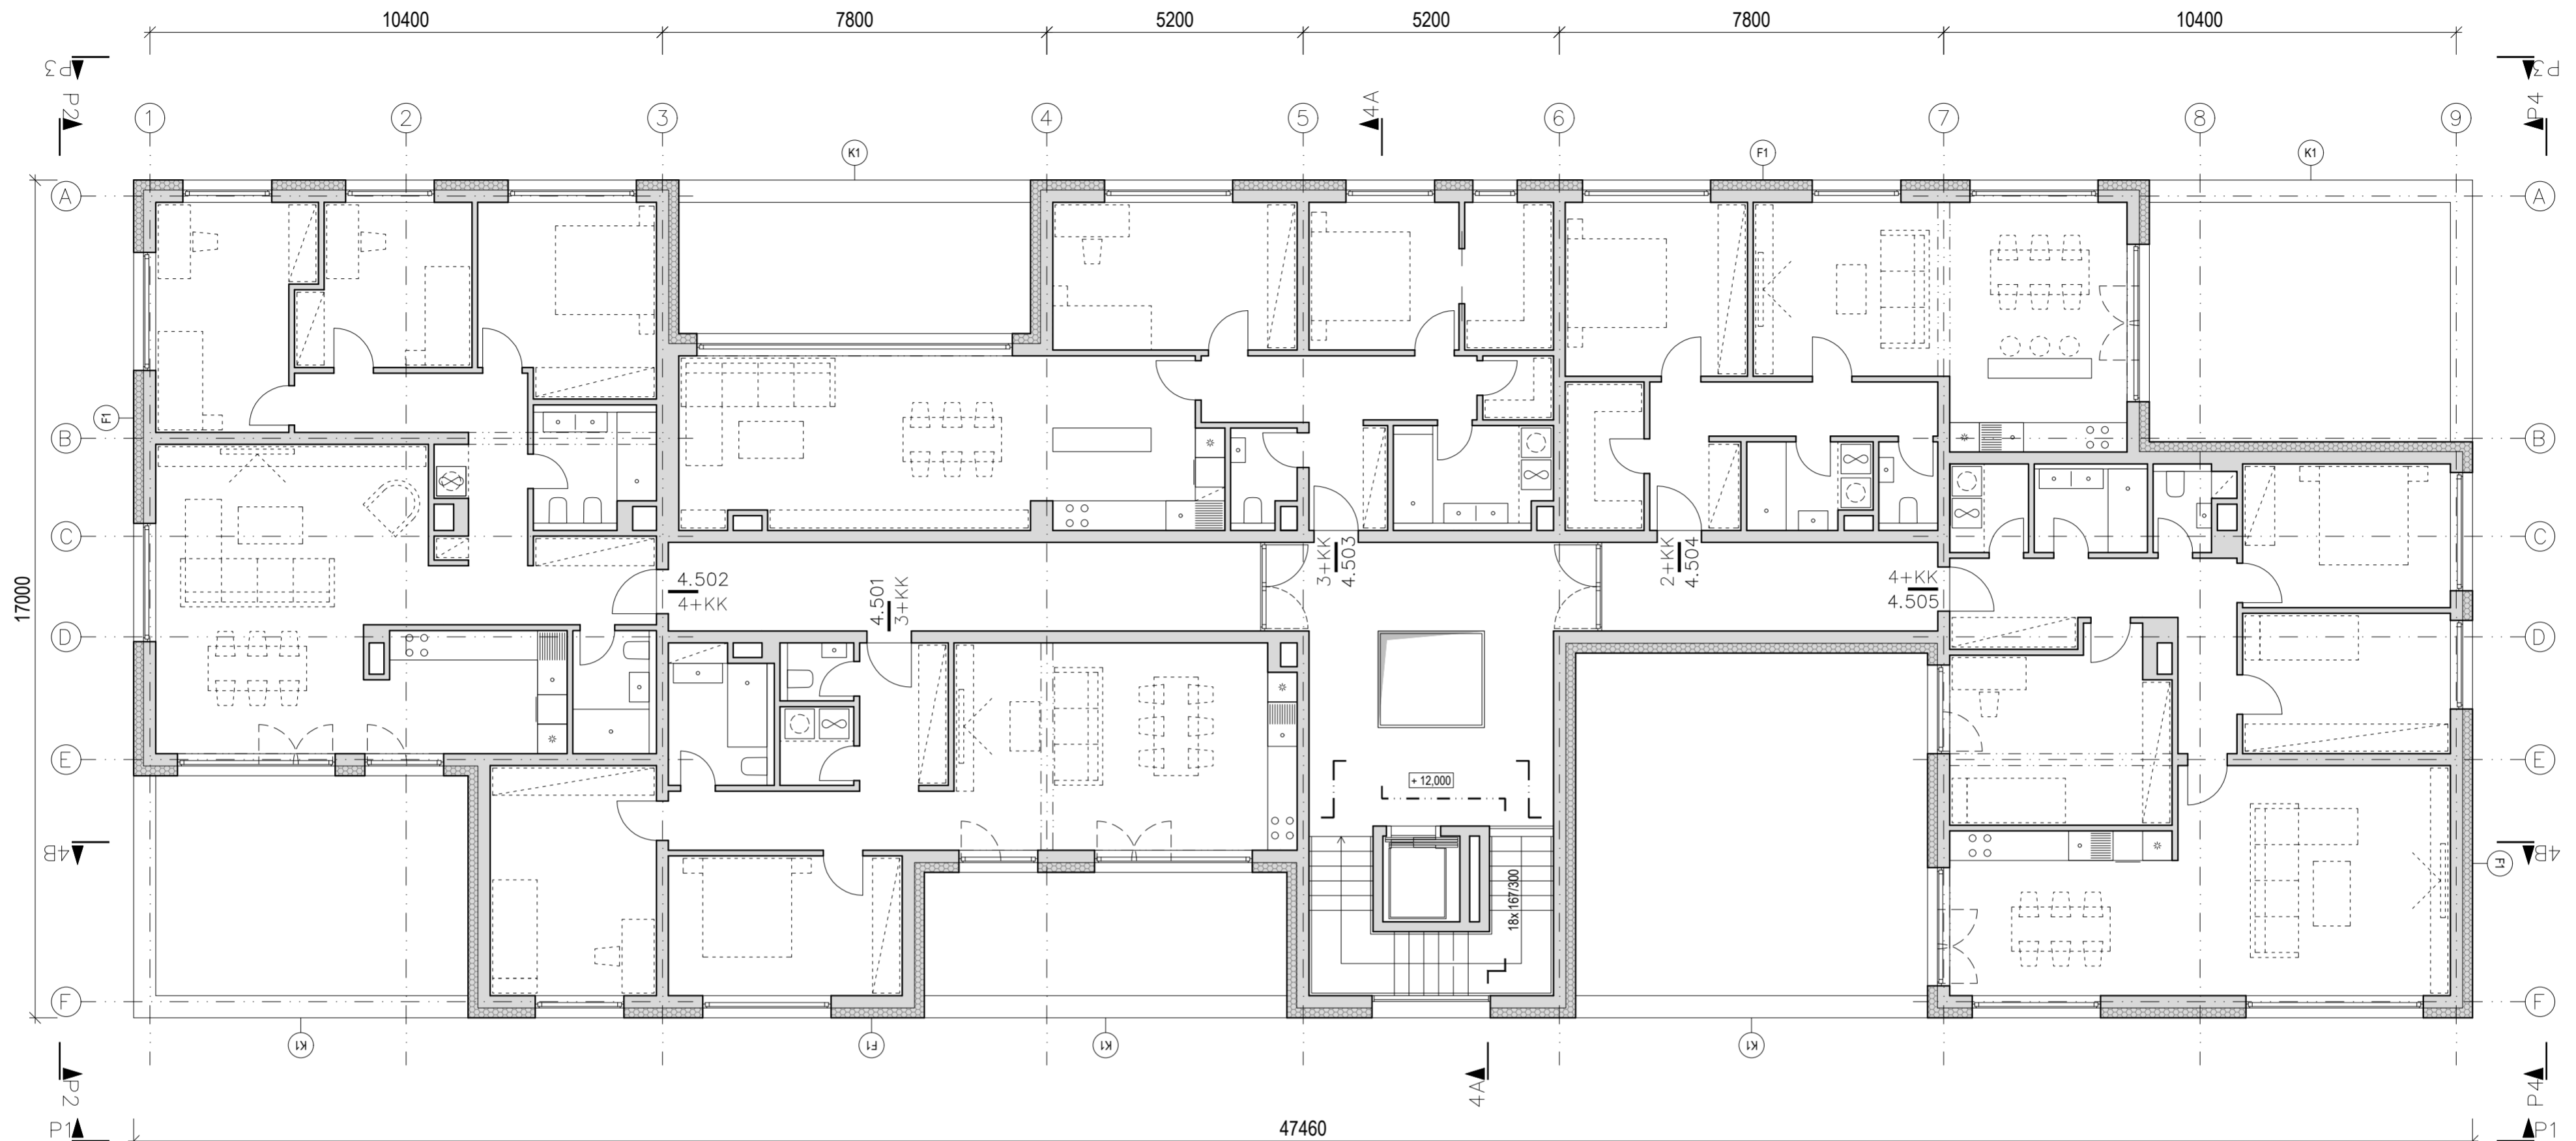 10400 7800 5200 5200 7800 10400
P3 P3
P2 4A P4
1 2 3 4 5 6 7 8 9
K1 F1 K1
A A
F1
B B
C C
3+KK 4.503
2+KK 4.504
4.502
4+KK
4.501 3+KK
4+KK
4.505
17000
D D
E E
+ 12,000
4B 4B
F1
18x167/300
F F
K1 F1 K1 K1
P2 4A P4
P1 P1
47460